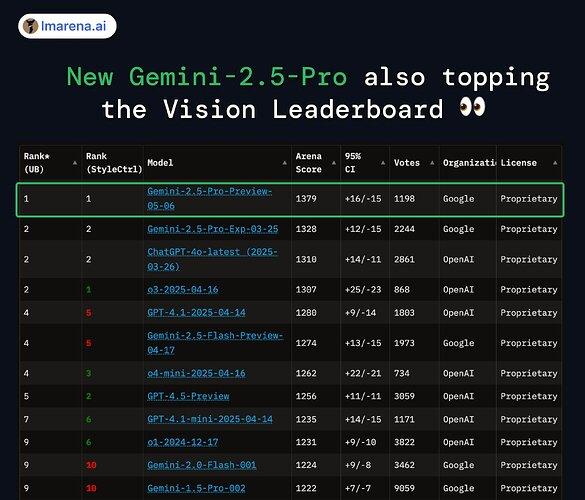 lmarena.ai
New Gemini-2.5-Pro also topping
the Vision Leaderboard 👀
Rank* (UB) Rank (StyleCtrl) Model Arena Score 95% CI Votes Organizati License
1 1 Gemini-2.5-Pro-Preview-05-06 1379 +16/-15 1198 Google Proprietary
2 2 Gemini-2.5-Pro-Exp-03-25 1328 +12/-15 2244 Google Proprietary
2 2 ChatGPT-4o-latest (2025-03-26) 1310 +14/-11 2861 OpenAI Proprietary
2 1 o3-2025-04-16 1307 +25/-23 868 OpenAI Proprietary
4 5 GPT-4.1-2025-04-14 1280 +9/-14 1803 OpenAI Proprietary
4 5 Gemini-2.5-Flash-Preview-04-17 1274 +13/-15 1973 Google Proprietary
4 3 o4-mini-2025-04-16 1262 +22/-21 734 OpenAI Proprietary
5 2 GPT-4.5-Preview 1256 +11/-11 3059 OpenAI Proprietary
7 6 GPT-4.1-mini-2025-04-14 1235 +14/-15 1171 OpenAI Proprietary
9 6 o1-2024-12-17 1231 +9/-10 3822 OpenAI Proprietary
9 10 Gemini-2.0-Flash-001 1224 +9/-8 3462 Google Proprietary
9 10 Gemini-1.5-Pro-002 1222 +7/-7 9059 Google Proprietary